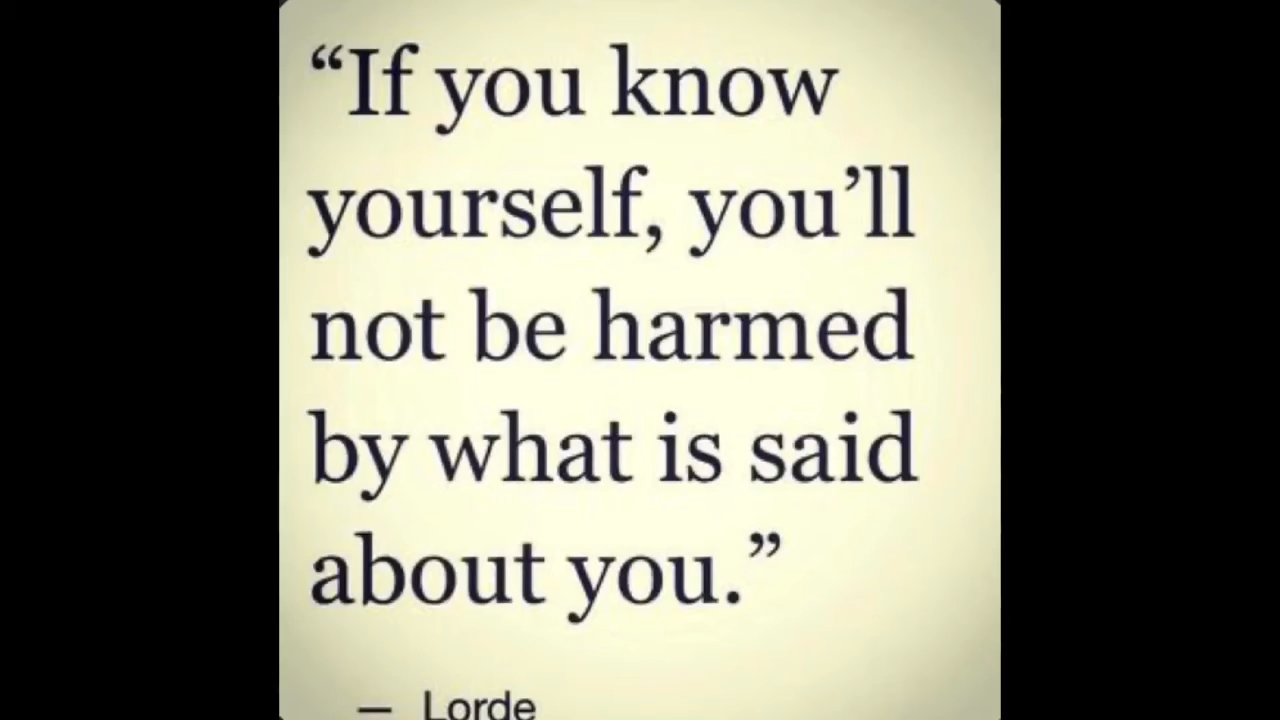 “If you know
yourself, you’ll
not be harmed
by what is said
about you.”
— Lorde